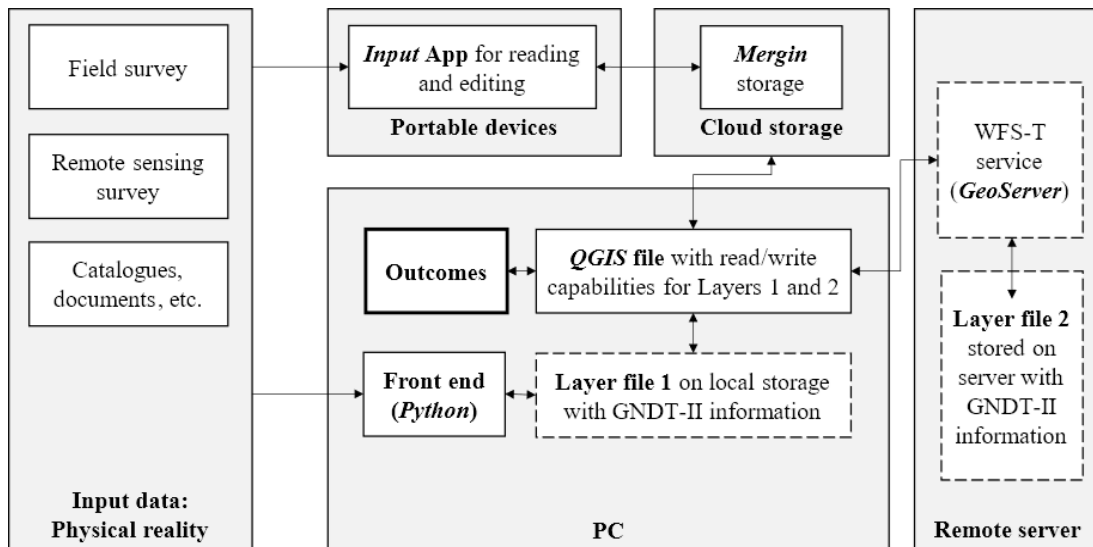 Field survey
Remote sensing
survey
Catalogues,
documents, etc.
Input data:
Physical reality
Input App for reading
and editing
Portable devices
Mergin
storage
Cloud storage
Outcomes
QGIS file with read/write
capabilities for Layers 1 and 2
Front end
(Python)
Layer file 1 on local storage
with GNDT-II information
PC
WFS-T
service
(GeoServer)
Layer file 2
stored on
server with
GNDT-II
information
Remote server